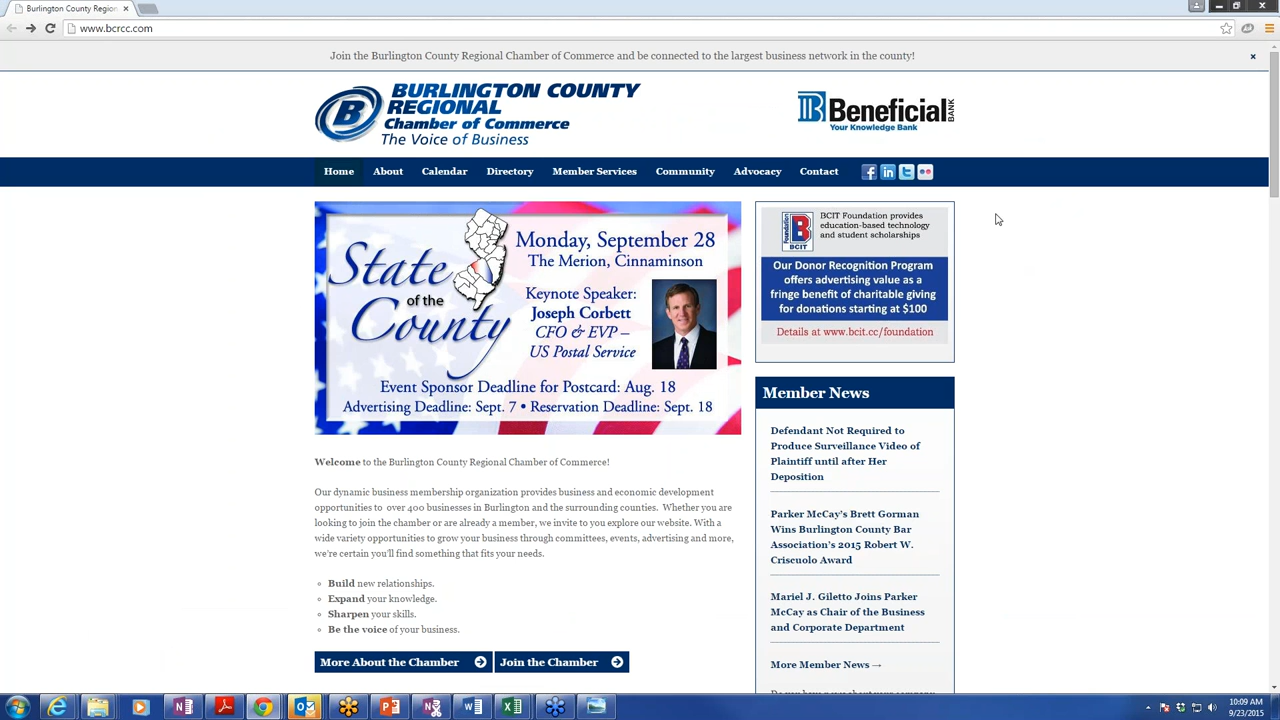 Burlington County Region
www.bcrcc.com
Join the Burlington County Regional Chamber of Commerce and be connected to the largest business network in the county!
BURLINGTON COUNTY
REGIONAL
Chamber of Commerce
The Voice of Business
B
Beneficial BANK
Your Knowledge Bank
Home About Calendar Directory Member Services Community Advocacy Contact
State
of the
County
Monday, September 28
The Merion, Cinnaminson
Keynote Speaker:
Joseph Corbett
CFO & EVP –
US Postal Service
Event Sponsor Deadline for Postcard: Aug. 18
Advertising Deadline: Sept. 7 • Reservation Deadline: Sept. 18
Foundation
B
BCIT
BCIT Foundation provides
education-based technology
and student scholarships
Our Donor Recognition Program
offers advertising value as a
fringe benefit of charitable giving
for donations starting at $100
Details at www.bcit.cc/foundation
Welcome to the Burlington County Regional Chamber of Commerce!
Our dynamic business membership organization provides business and economic development
opportunities to over 400 businesses in Burlington and the surrounding counties. Whether you are
looking to join the chamber or are already a member, we invite to you explore our website. With a
wide variety opportunities to grow your business through committees, events, advertising and more,
we're certain you'll find something that fits your needs.
Build new relationships.
Expand your knowledge.
Sharpen your skills.
Be the voice of your business.
More About the Chamber
Join the Chamber
Member News
Defendant Not Required to
Produce Surveillance Video of
Plaintiff until after Her
Deposition
Parker McCay's Brett Gorman
Wins Burlington County Bar
Association's 2015 Robert W.
Criscuolo Award
Mariel J. Giletto Joins Parker
McCay as Chair of the Business
and Corporate Department
More Member News →
10:09 AM
9/23/2015